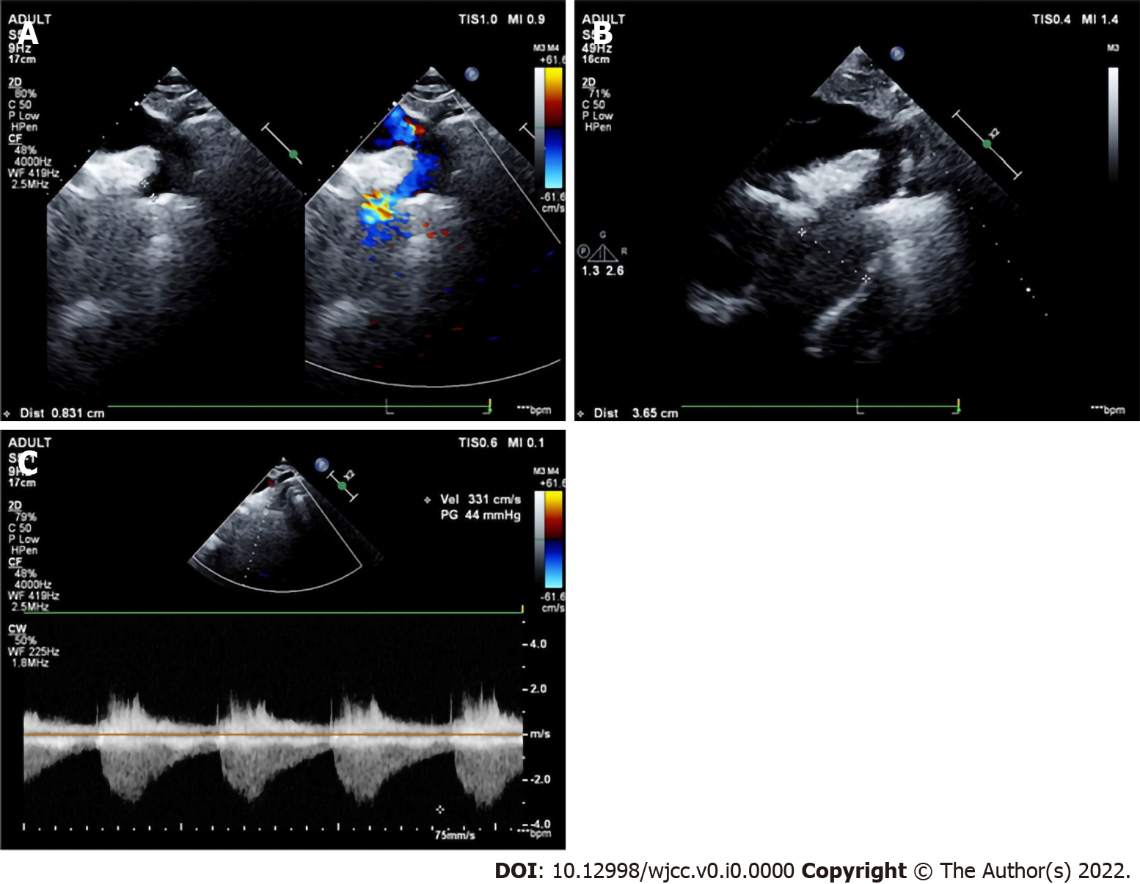 ADULT
TIS1.0 MI 0.9
A
9Hz
17cm
2D
80%
C 50
P Low
HPen
CF
48%
4000Hz
WF 419Hz
2.5MHz
M3 M4
+61.6
-61.6
cm/s
P
Dist 0.831 cm
***bpm
ADULT
TIS0.4 MI 1.4
B
49Hz
16cm
2D
71%
C 50
P Low
HPen
M3
P
x2
G
P R
1.3 2.6
Dist 3.65 cm
***bpm
ADULT
TIS0.6 MI 0.1
C
9Hz
17cm
2D
79%
C 50
P Low
HPen
CF
48%
4000Hz
WF 419Hz
2.5MHz
CW
50%
WF 225Hz
1.8MHz
M3 M4
+61.6
-61.6
cm/s
P
x2
Vel 331 cm/s
PG 44 mmHg
4.0
2.0
m/s
-2.0
-4.0
75mm/s
***bpm
DOI: 10.12998/wjcc.v0.i0.0000 Copyright © The Author(s) 2022.